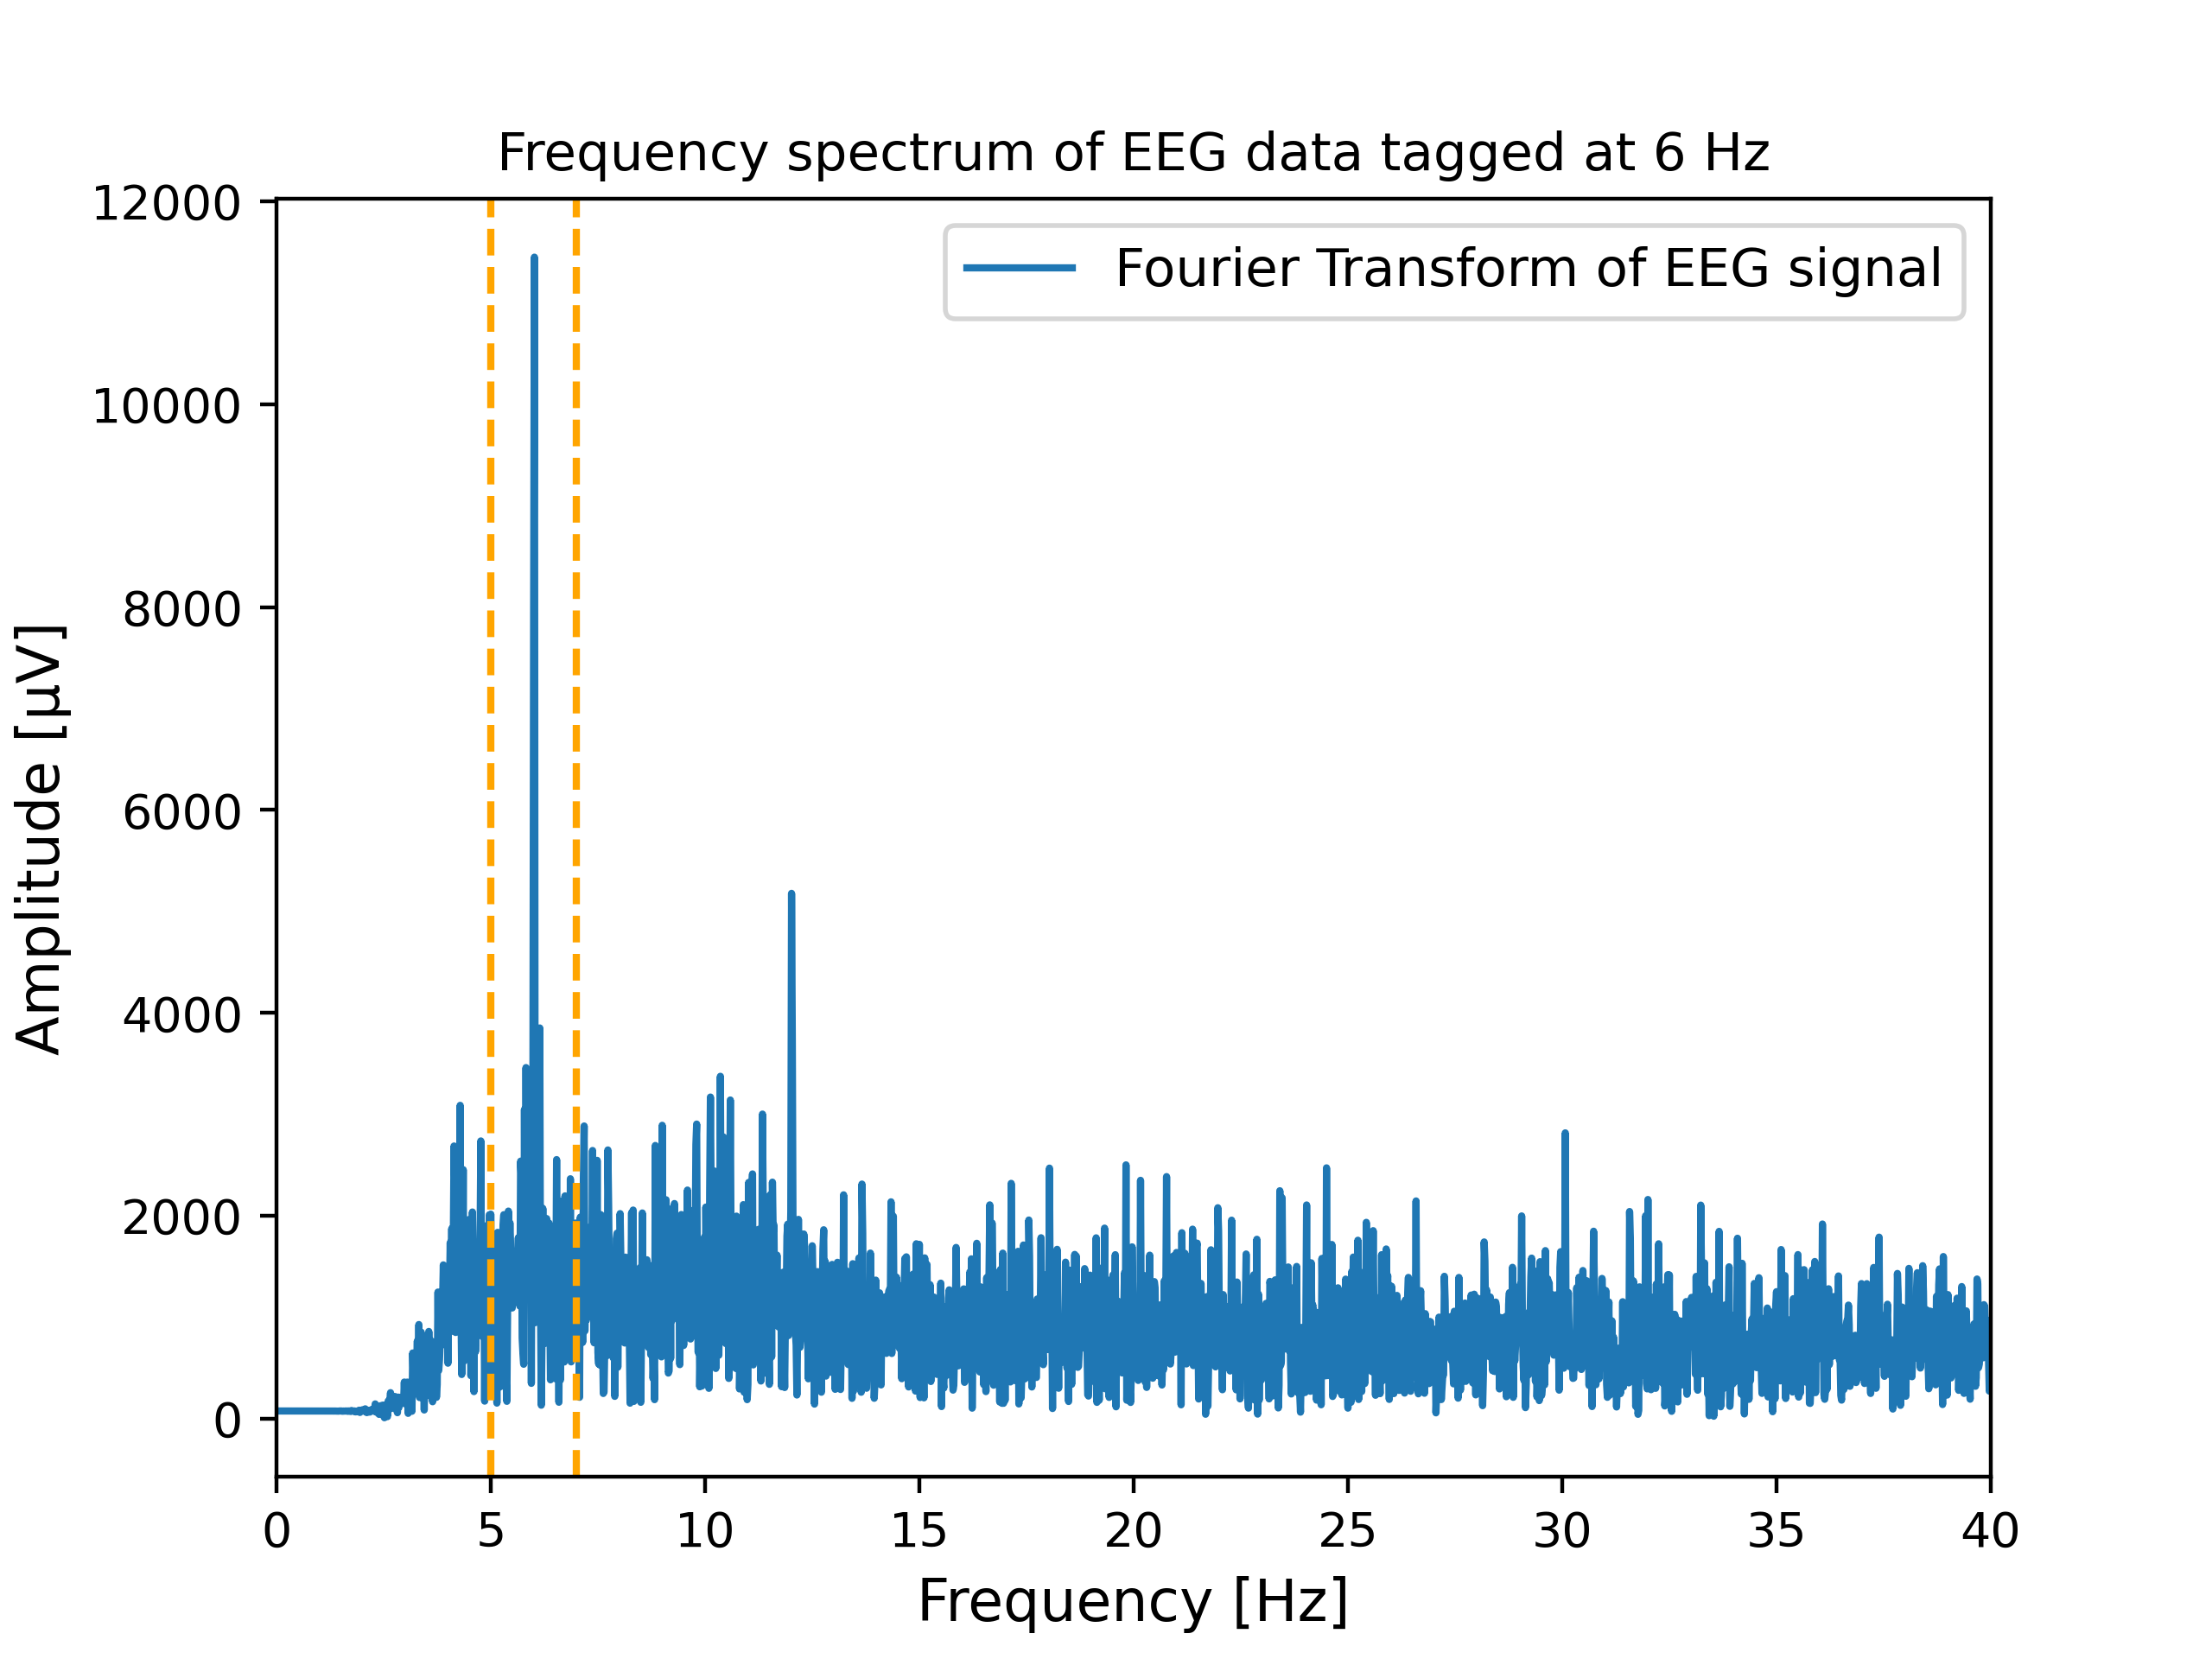 Frequency spectrum of EEG data tagged at 6 Hz
Fourier Transform of EEG signal
12000
10000
8000
6000
4000
2000
0
Amplitude [µV]
0 5 10 15 20 25 30 35 40
Frequency [Hz]